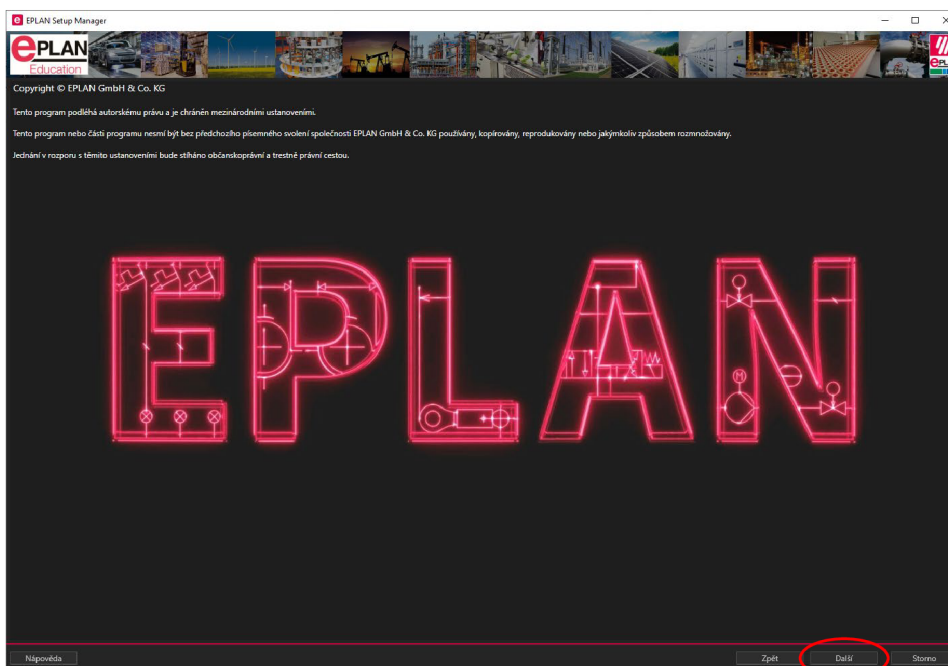 EPLAN Setup Manager
ePLAN
Education
Copyright © EPLAN GmbH & Co. KG
Tento program podléhá autorskému právu a je chráněn mezinárodními ustanoveními.
Tento program nebo části programu nesmí být bez předchozího písemného svolení společnosti EPLAN GmbH & Co. KG používány, kopírovány, reprodukovány nebo jakýmkoliv způsobem rozmnožovány.
Jednání v rozporu s těmito ustanoveními bude stíháno občanskoprávní a trestně právní cestou.
EPLAN
M
Nápověda
Zpět
Další
Storno